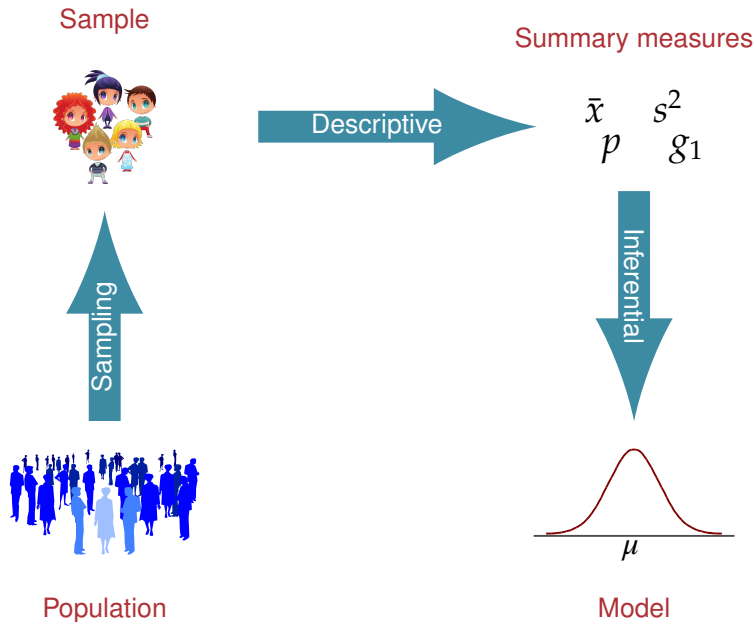 Sample
Summary measures
Descriptive
x̄ s²
p g₁
Sampling
Inferential
μ
Population
Model